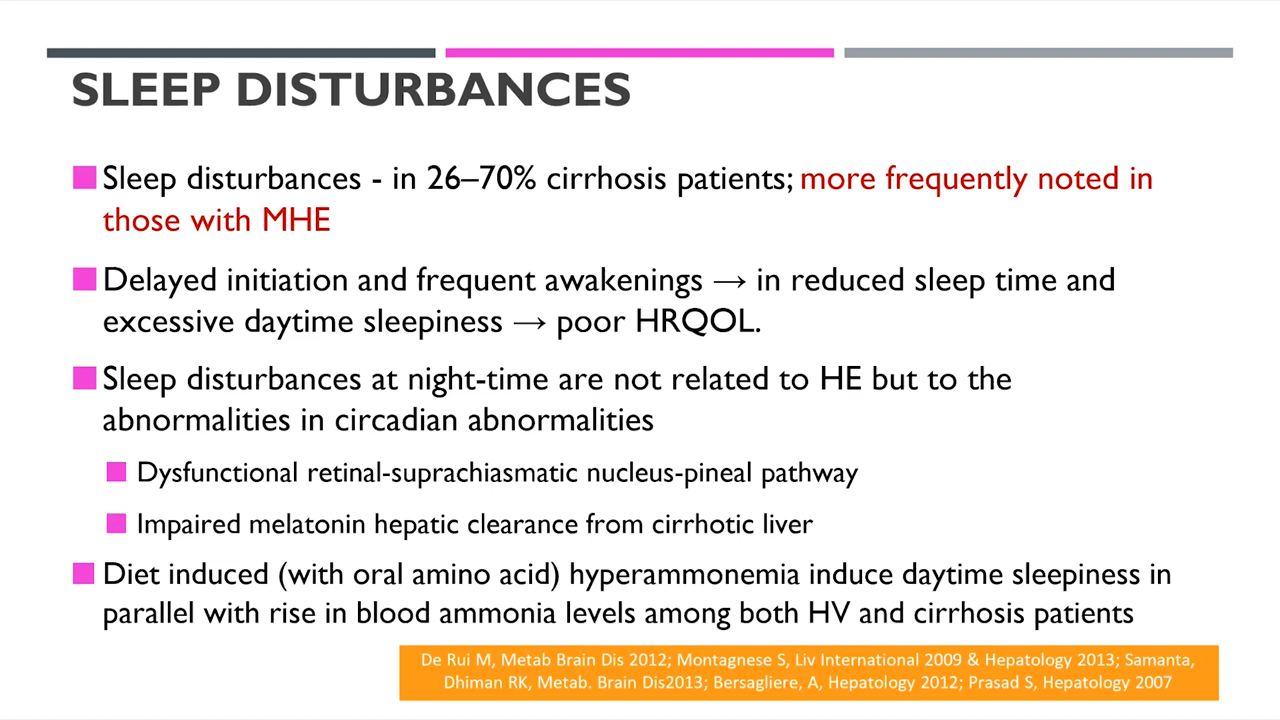 SLEEP DISTURBANCES
Sleep disturbances - in 26–70% cirrhosis patients; more frequently noted in
those with MHE
Delayed initiation and frequent awakenings → in reduced sleep time and
excessive daytime sleepiness → poor HRQOL.
Sleep disturbances at night-time are not related to HE but to the
abnormalities in circadian abnormalities
Dysfunctional retinal-suprachiasmatic nucleus-pineal pathway
Impaired melatonin hepatic clearance from cirrhotic liver
Diet induced (with oral amino acid) hyperammonemia induce daytime sleepiness in
parallel with rise in blood ammonia levels among both HV and cirrhosis patients
De Rui M, Metab Brain Dis 2012; Montagnese S, Liv International 2009 & Hepatology 2013; Samanta,
Dhiman RK, Metab. Brain Dis2013; Bersagliere, A, Hepatology 2012; Prasad S, Hepatology 2007